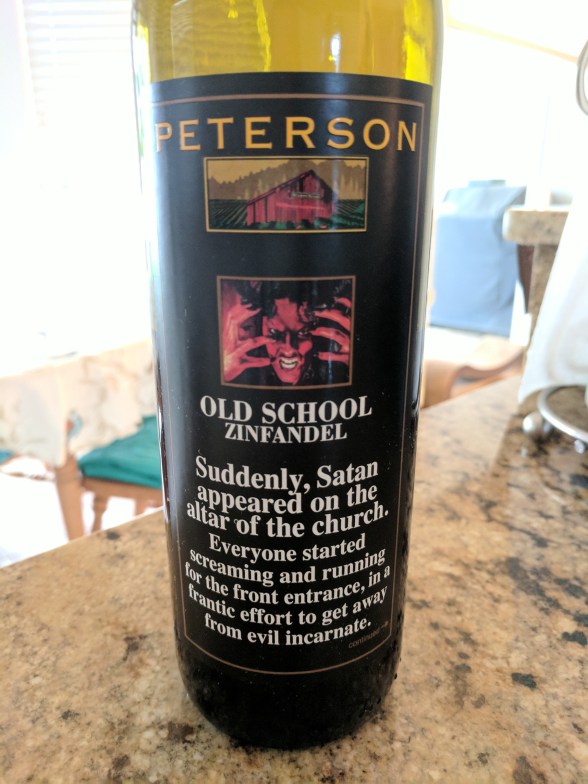 PETERSON
OLD SCHOOL
ZINFANDEL
Suddenly, Satan
appeared on the
altar of the church.
Everyone started
screaming and running
for the front entrance, in a
frantic effort to get away
from evil incarnate.
continued